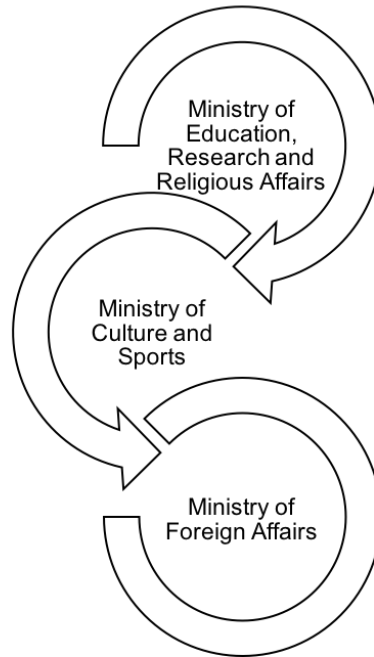 Ministry of
Education,
Research and
Religious Affairs
Ministry of
Culture and
Sports
Ministry of
Foreign Affairs